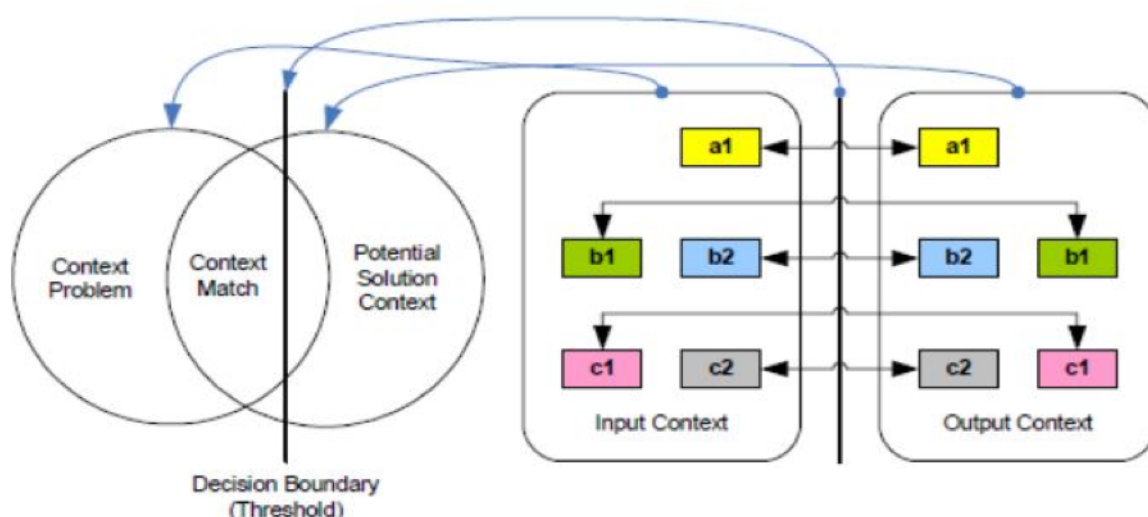 a1
a1
b1
b2
b2
b1
c1
c2
c2
c1
Input Context
Output Context
Context
Problem
Context
Match
Potential
Solution
Context
Decision Boundary
(Threshold)